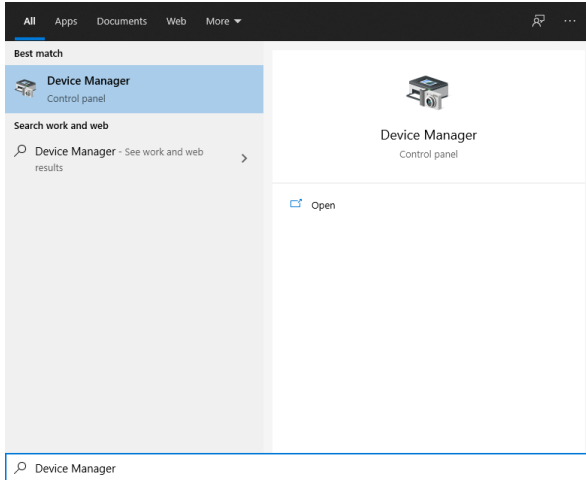 All Apps Documents Web More
Best match
Device Manager
Control panel
Search work and web
Device Manager - See work and web
results
Device Manager
Control panel
Open
Device Manager